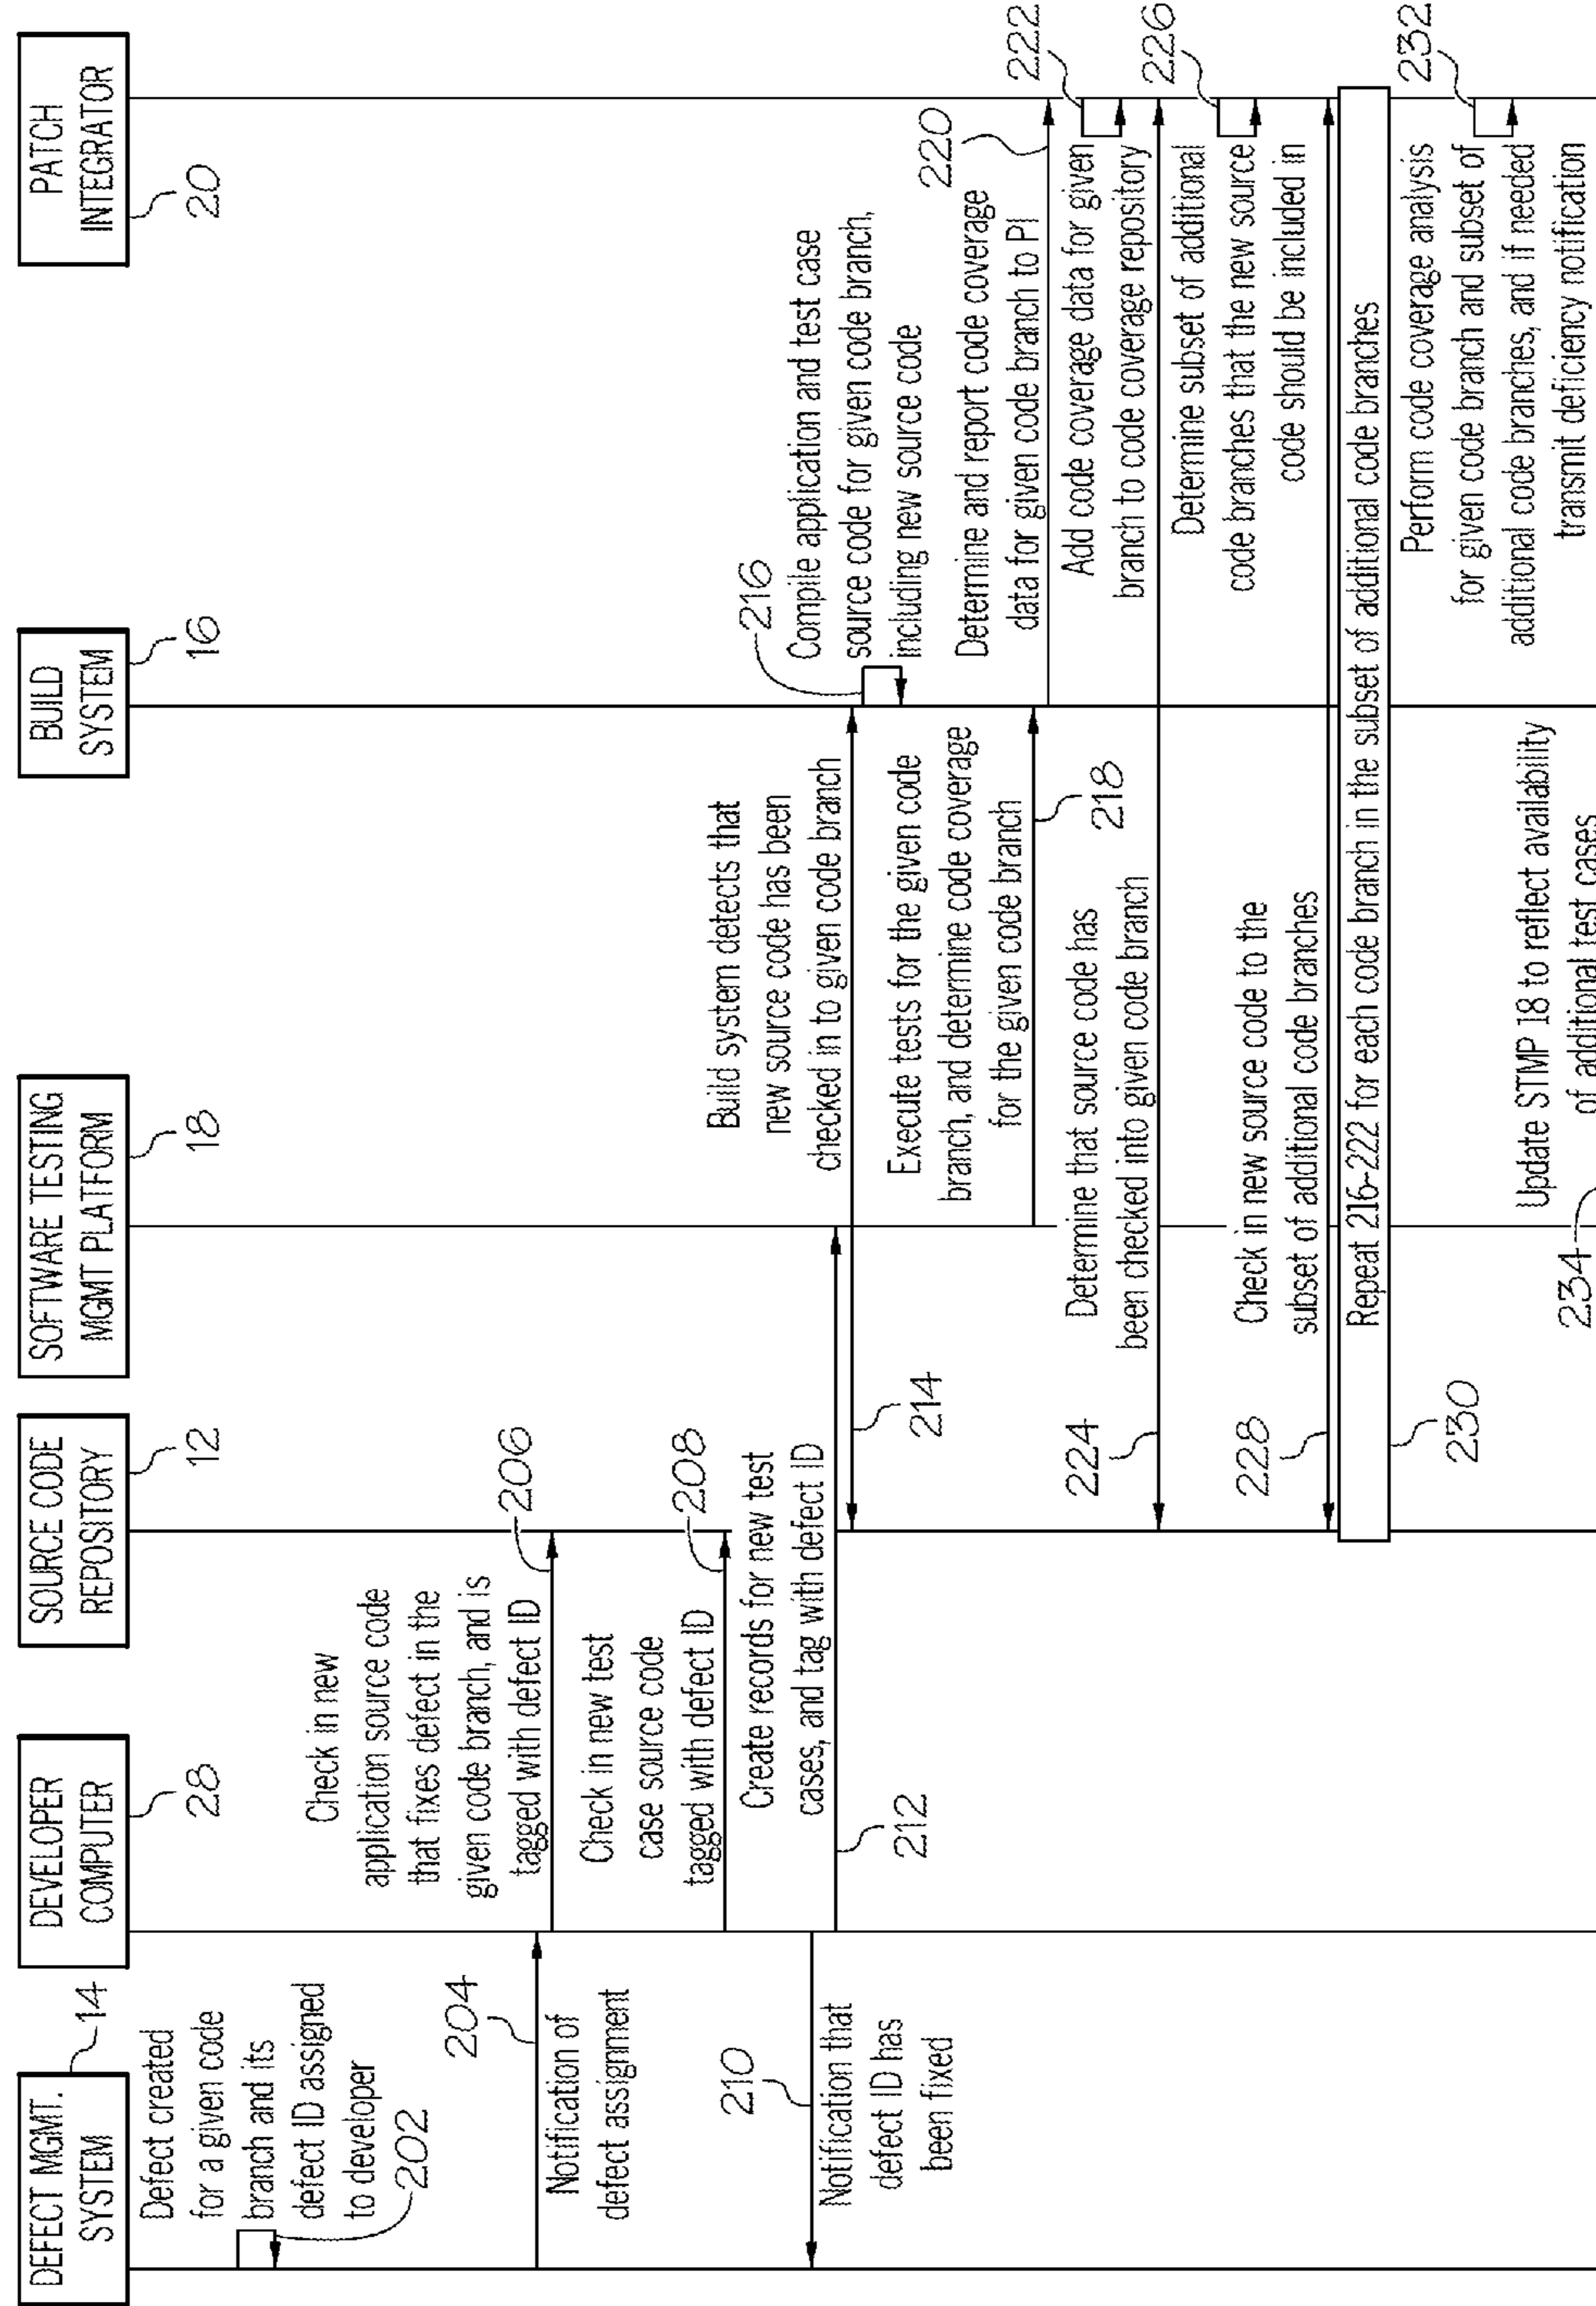 DEFECT MGMT.
SYSTEM
14
DEVELOPER
COMPUTER
28
SOURCE CODE
REPOSITORY
12
SOFTWARE TESTING
MGMT PLATFORM
18
BUILD
SYSTEM
16
PATCH
INTEGRATOR
20
Defect created
for a given code
branch and its
defect ID assigned
to developer
202
204
Notification of
defect assignment
Check in new
application source code
that fixes defect in the
given code branch, and is
tagged with defect ID
206
Check in new test
case source code
tagged with defect ID
208
210
Notification that
defect ID has
been fixed
Create records for new test
cases, and tag with defect ID
212
Build system detects that
new source code has been
checked in to given code branch
214
216
Compile application and test case
source code for given code branch,
including new source code
Execute tests for the given code
branch, and determine code coverage
for the given code branch
218
Determine and report code coverage
data for given code branch to PI
220
Add code coverage data for given
branch to code coverage repository
222
Determine that source code has
been checked into given code branch
224
Determine subset of additional
code branches that the new source
code should be included in
226
Check in new source code to the
subset of additional code branches
228
Repeat 216-222 for each code branch in the subset of additional code branches
230
Perform code coverage analysis
for given code branch and subset of
additional code branches, and if needed
transmit deficiency notification
232
Update STMP 18 to reflect availability
of additional test cases
234